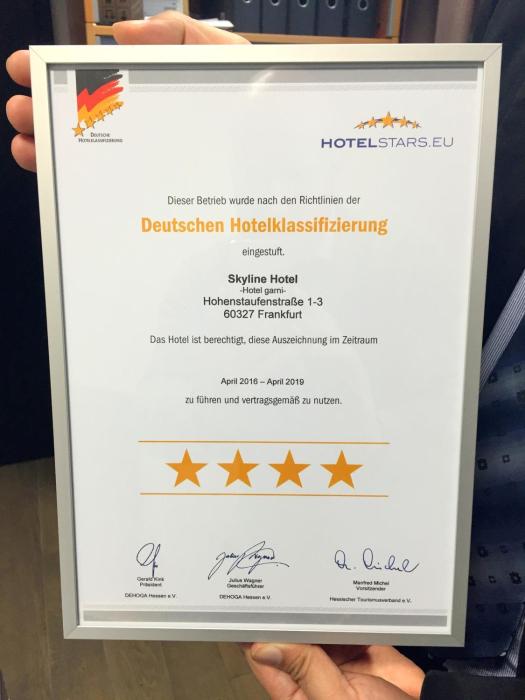 DEUTSCHE
HOTELKLASSIFIZIERUNG
HOTELSTARS.EU
Dieser Betrieb wurde nach den Richtlinien der
Deutschen Hotelklassifizierung
eingestuft.
Skyline Hotel
-Hotel garni-
Hohenstaufenstraße 1-3
60327 Frankfurt
Das Hotel ist berechtigt, diese Auszeichnung im Zeitraum
April 2016 – April 2019
zu führen und vertragsgemäß zu nutzen.
Gerald Kink
Präsident
DEHOGA Hessen e.V.
Julius Wagner
Geschäftsführer
DEHOGA Hessen e.V.
Manfred Michel
Vorsitzender
Hessischer Tourismusverband e.V.